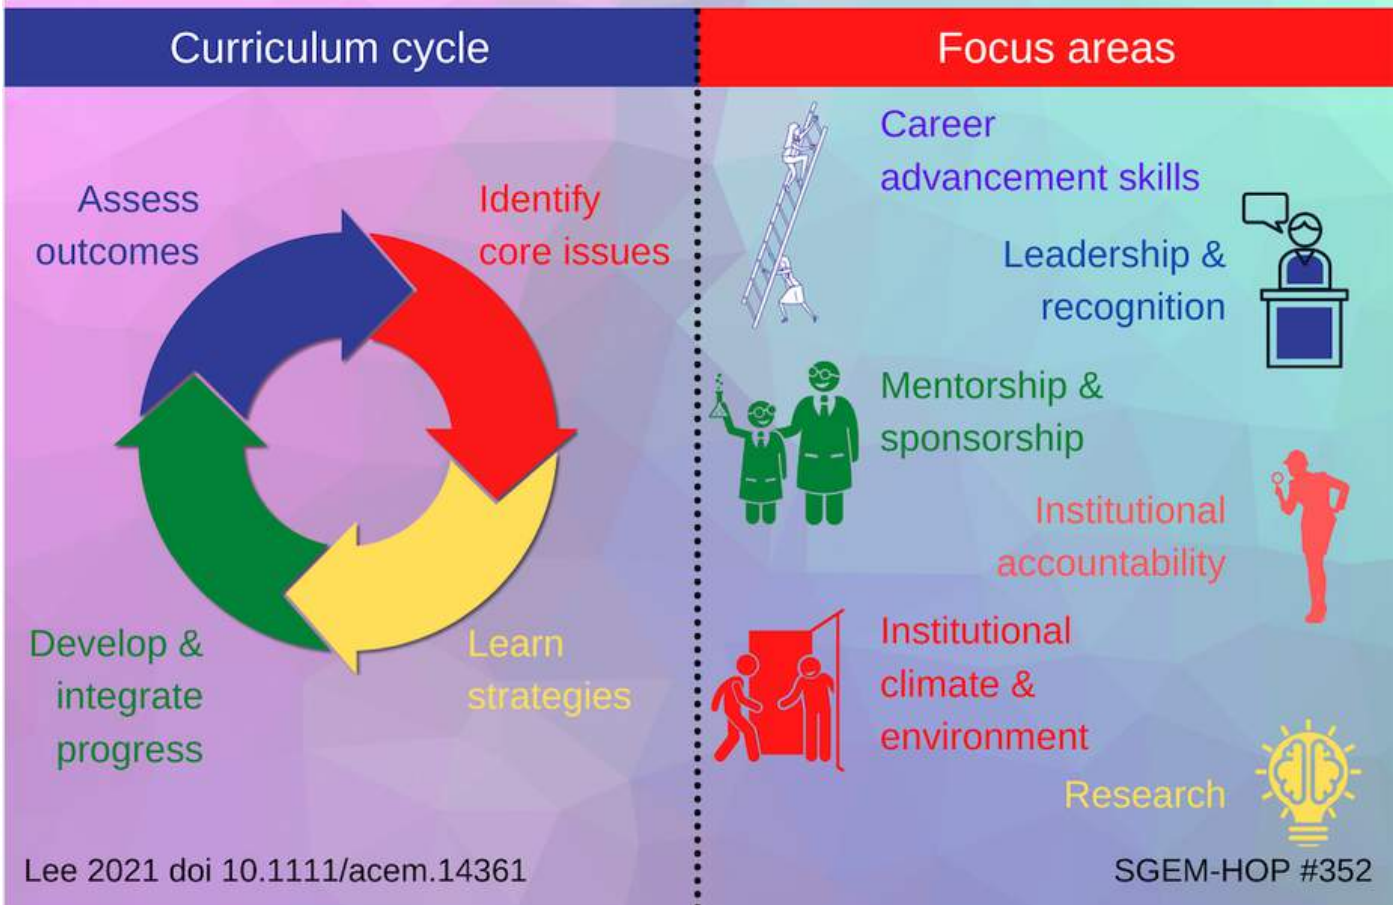 Curriculum cycle
Assess
outcomes
Identify
core issues
Develop &
integrate
progress
Learn
strategies
Lee 2021 doi 10.1111/acem.14361
Focus areas
Career
advancement skills
Leadership &
recognition
Mentorship &
sponsorship
Institutional
accountability
Institutional
climate &
environment
Research
SGEM-HOP #352